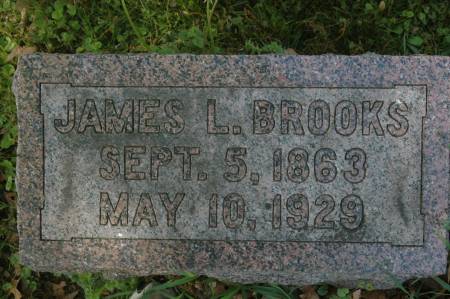 JAMES L. BROOKS
SEPT. 5, 1863
MAY 10, 1929